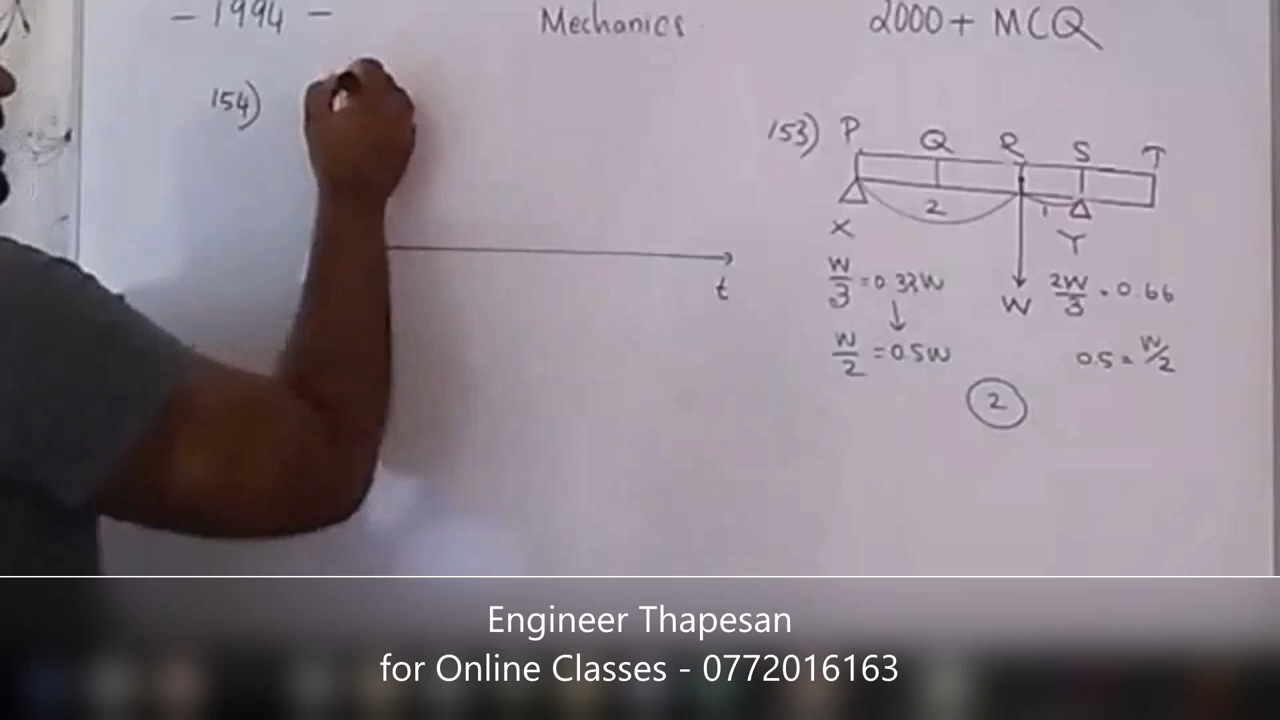 - 1994 -
Mechanics
2000 + MCQ
154)
t
153) P Q R S T
2 1
X Y
W/3 = 0.33W
W
2W/3 = 0.66
↓
W/2 = 0.5W
0.5 = W/2
2
Engineer Thapesan
for Online Classes - 0772016163